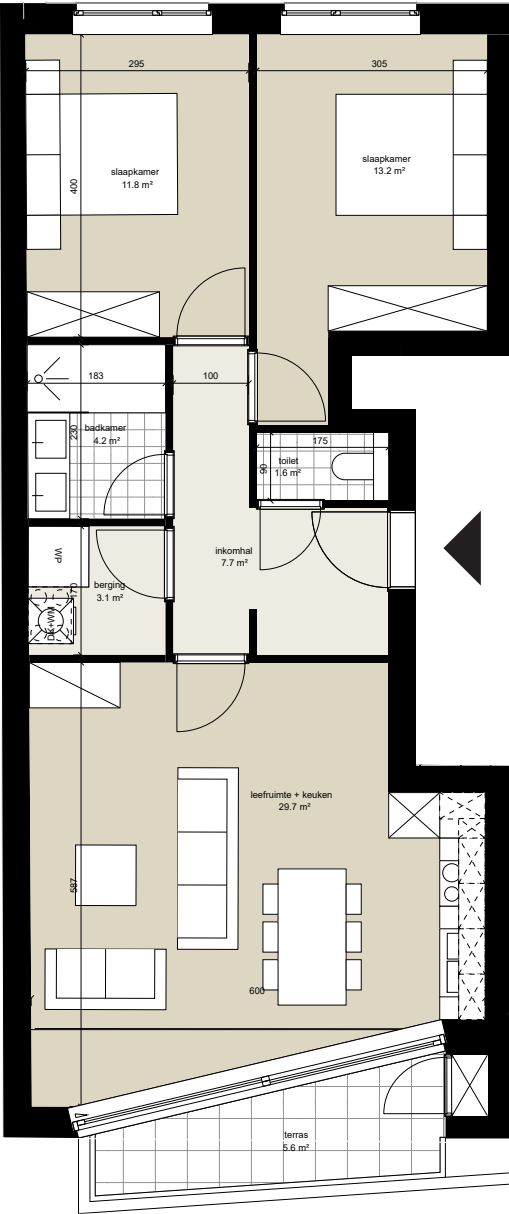 295
305
slaapkamer
11.8 m²
slaapkamer
13.2 m²
400
183
100
badkamer
4.2 m²
230
175
toilet
1.6 m²
90
inkomhal
7.7 m²
WP
berging
3.1 m²
170
DK+WM
leefruimte + keuken
29.7 m²
587
600
terras
5.6 m²